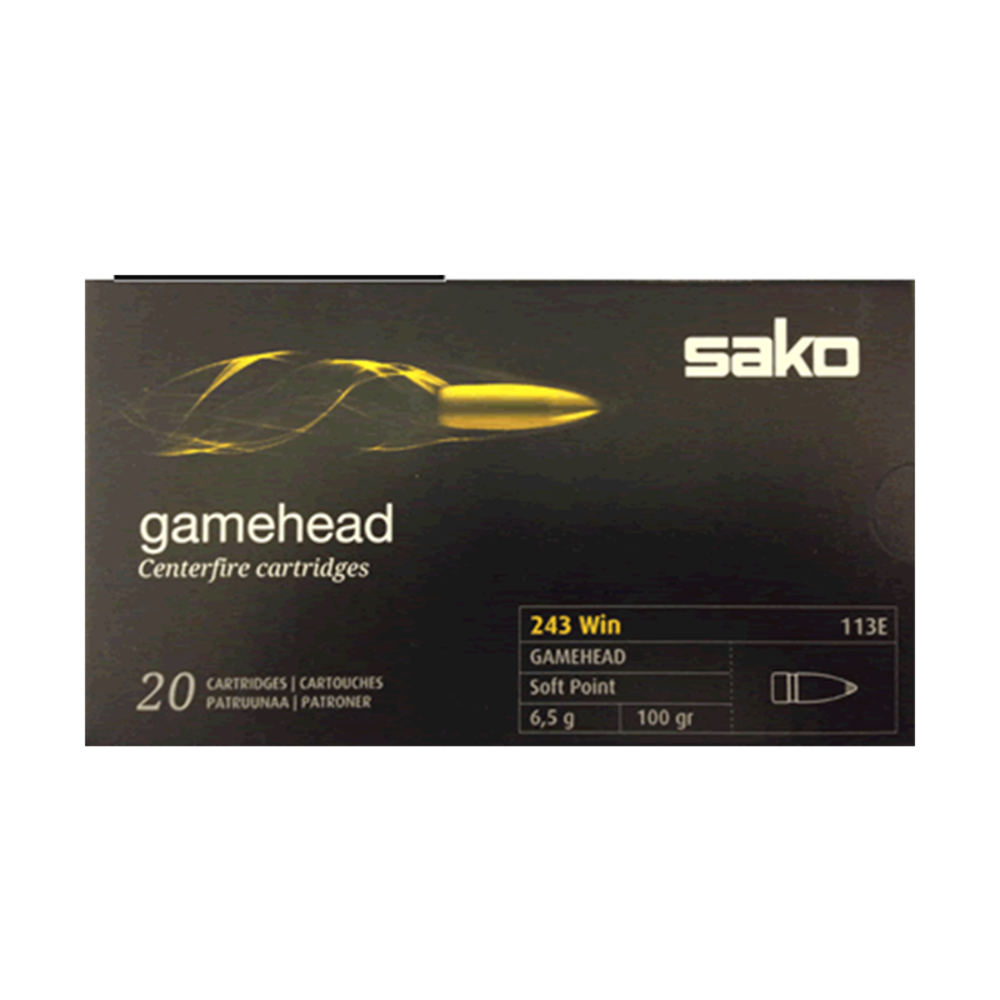 sako
gamehead
Centerfire cartridges
20 CARTRIDGES | CARTOUCHES
PATRUUNAA | PATRONER
243 Win 113E
GAMEHEAD
Soft Point
6,5 g 100 gr